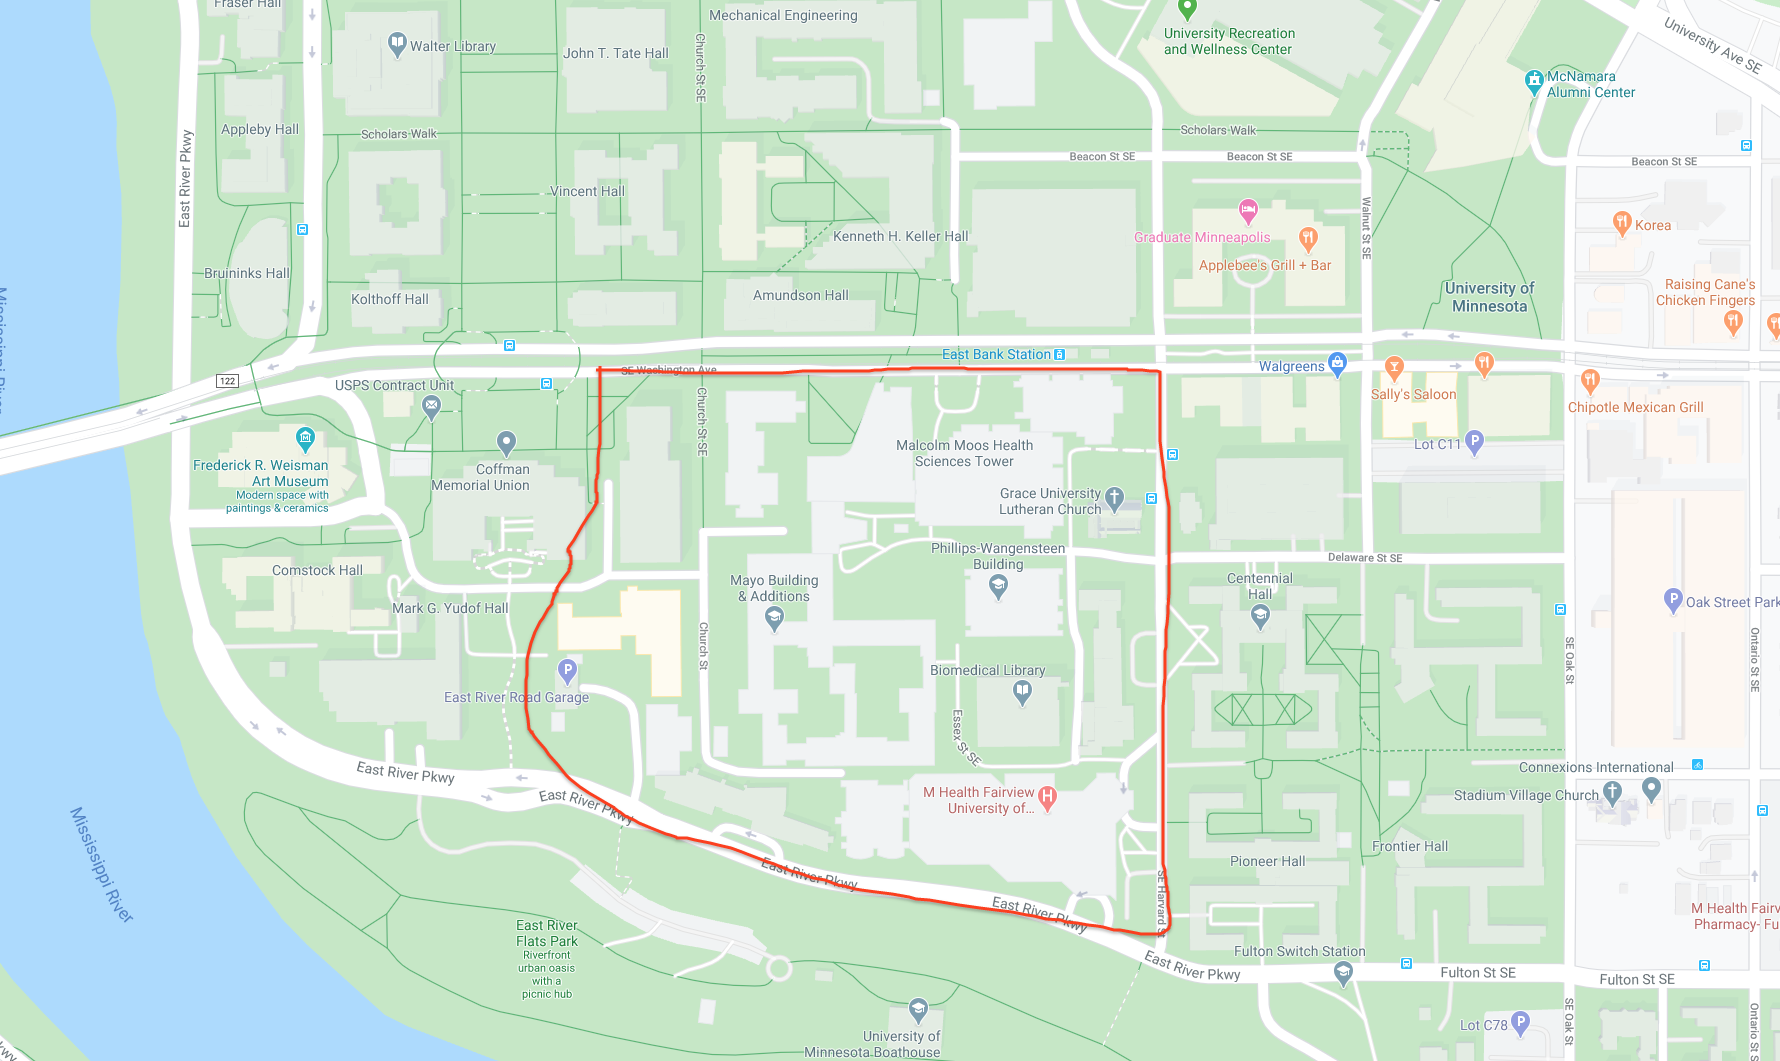 Fraser Hall
Mechanical Engineering
Walter Library
John T. Tate Hall
Church St SE
University Recreation
and Wellness Center
University Ave SE
McNamara
Alumni Center
Appleby Hall
Scholars Walk
Scholars Walk
East River Pkwy
Beacon St SE
Beacon St SE
Beacon St SE
Vincent Hall
Kenneth H. Keller Hall
Graduate Minneapolis
Applebee's Grill + Bar
Walnut St SE
Korea
Bruininks Hall
Kolthoff Hall
Amundson Hall
University of
Minnesota
Raising Cane's
Chicken Fingers
Mississippi River
East Bank Station
Walgreens
SE Washington Ave
122
USPS Contract Unit
Sally's Saloon
Chipotle Mexican Grill
Church St SE
Malcolm Moos Health
Sciences Tower
Lot C11
P
Frederick R. Weisman
Art Museum
Modern space with
paintings & ceramics
Coffman
Memorial Union
Grace University
Lutheran Church
Phillips-Wangensteen
Building
Delaware St SE
Comstock Hall
Mayo Building
& Additions
Centennial
Hall
Mark G. Yudof Hall
P
Oak Street Park
Church St
SE Oak St
Ontario St SE
P
East River Road Garage
Biomedical Library
Essex St SE
East River Pkwy
East River Pkwy
Connexions International
Stadium Village Church
M Health Fairview
University of...
H
Mississippi River
East River Pkwy
Pioneer Hall
Frontier Hall
SE Harvard St
East River Pkwy
M Health Fairv
Pharmacy- Fu
East River
Flats Park
Riverfront
urban oasis
with a
picnic hub
East River Pkwy
Fulton Switch Station
Fulton St SE
Fulton St SE
University of
Minnesota Boathouse
Lot C78
P
SE Oak St
Ontario St S
kwy